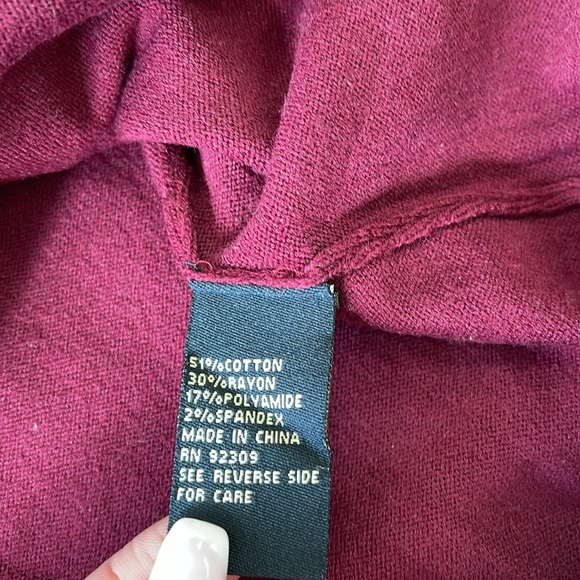 51%COTTON
30%RAYON
17%POLYAMIDE
2%SPANDEX
MADE IN CHINA
RN 92309
SEE REVERSE SIDE
FOR CARE